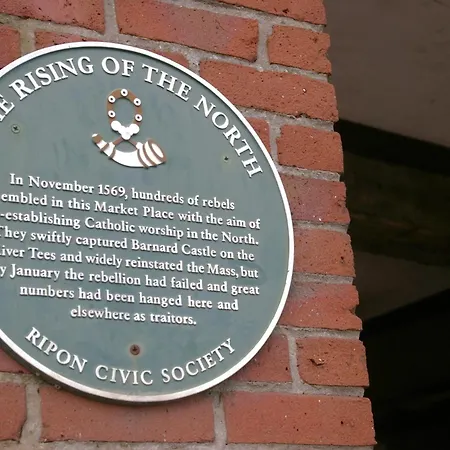 E RISING OF THE NORTH
In November 1569, hundreds of rebels
sembled in this Market Place with the aim of
-establishing Catholic worship in the North.
They swiftly captured Barnard Castle on the
River Tees and widely reinstated the Mass, but
by January the rebellion had failed and great
numbers had been hanged here and
elsewhere as traitors.
RIPON CIVIC SOCIETY